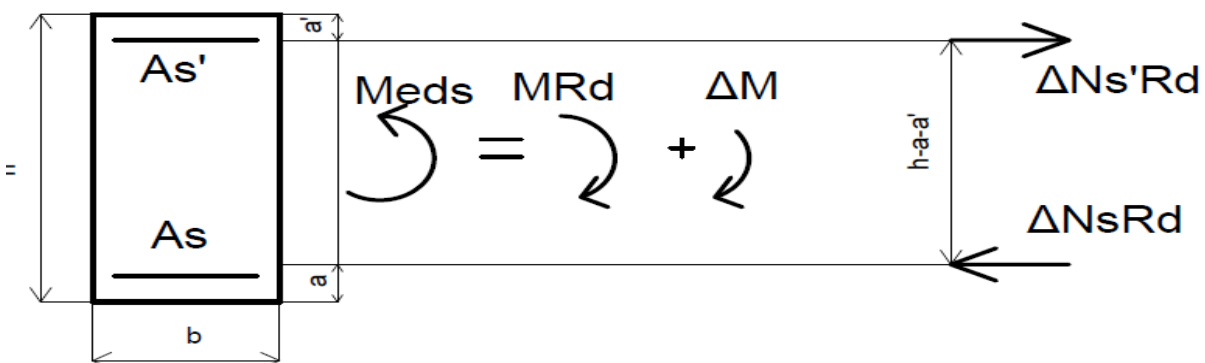 a'
As'
Meds = MRd + ΔM
ΔNs'Rd
h-a-a'
As
ΔNsRd
a
b